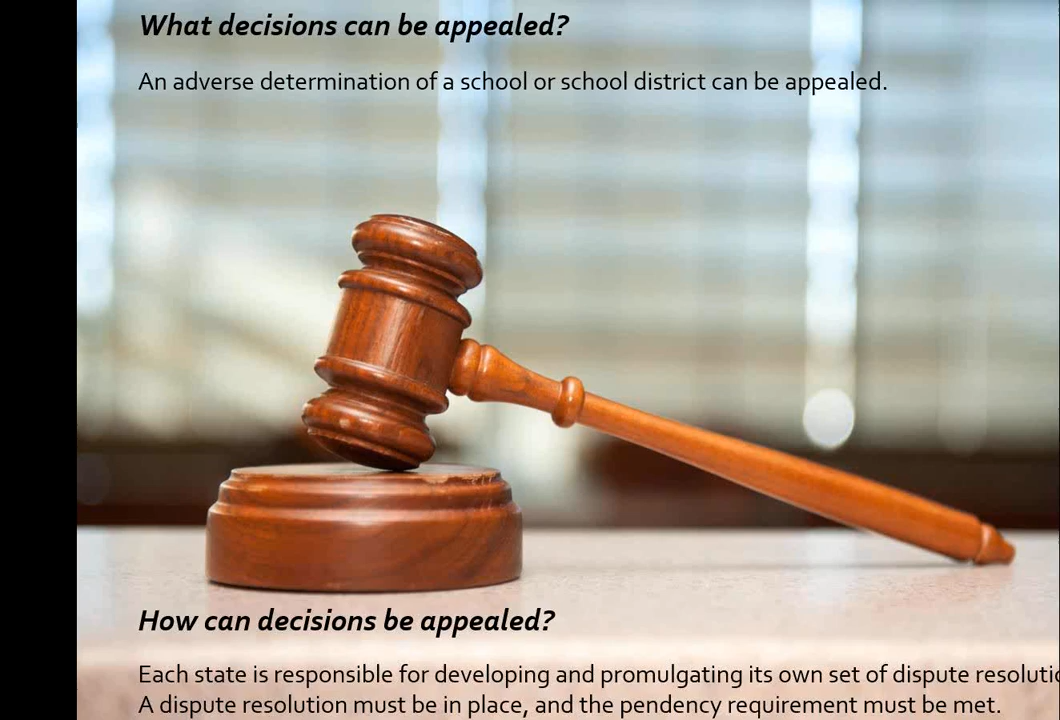 What decisions can be appealed?
An adverse determination of a school or school district can be appealed.
How can decisions be appealed?
Each state is responsible for developing and promulgating its own set of dispute
A dispute resolution must be in place, and the pendency requirement must be met.